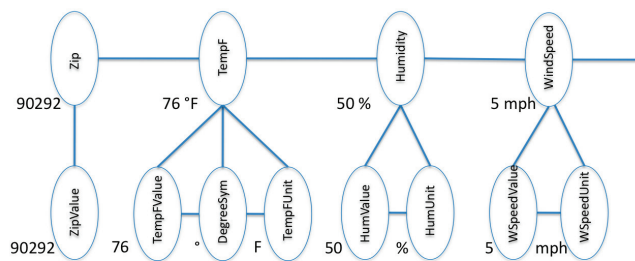 Zip
TempF
Humidity
WindSpeed
90292
76 °F
50 %
5 mph
ZipValue
TempFValue
DegreeSym
TempFUnit
HumValue
HumUnit
WSpeedValue
WSpeedUnit
90292
76
°
F
50
%
5
mph